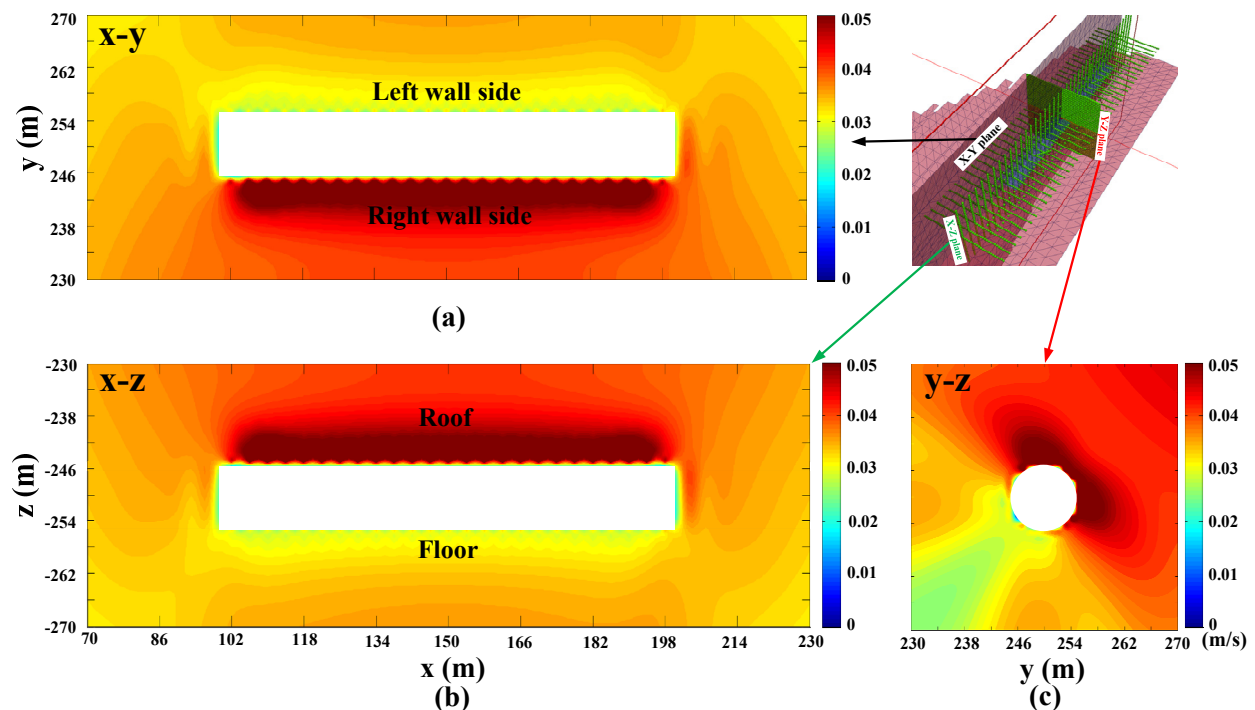 x-y
270
262
254
246
238
230
y (m)
Left wall side
Right wall side
0.05
0.04
0.03
0.02
0.01
0
(a)
X-Y plane
Y-Z plane
X-Z plane
x-z
-230
-238
-246
-254
-262
-270
z (m)
Roof
Floor
70 86 102 118 134 150 166 182 198 214 230
x (m)
0.05
0.04
0.03
0.02
0.01
0
(b)
y-z
230 238 246 254 262 270
y (m)
0.05
0.04
0.03
0.02
0.01
0
(m/s)
(c)